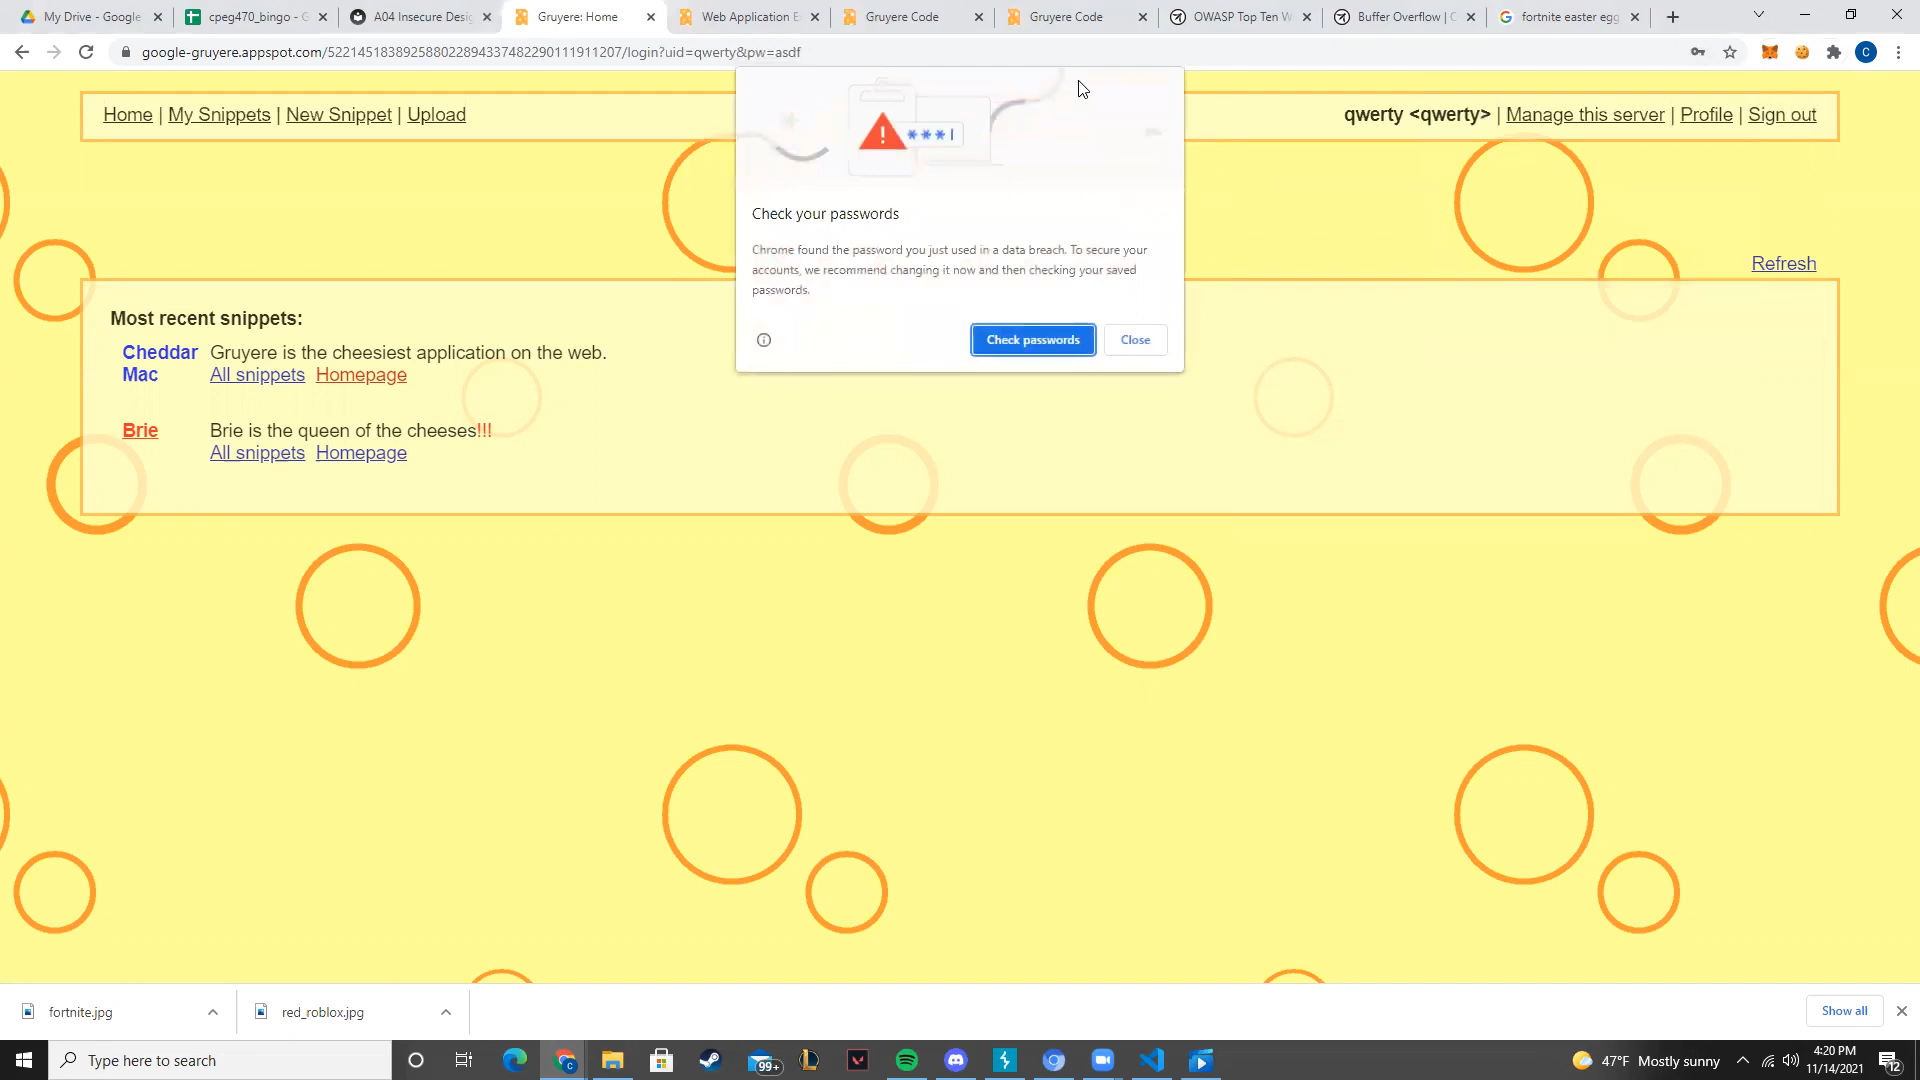 My Drive - Google
cpeg470_bingo - G
A04 Insecure Desig
Gruyere: Home
Web Application E
Gruyere Code
Gruyere Code
OWASP Top Ten W
Buffer Overflow | O
fortnite easter egg
google-gruyere.appspot.com/522145183892588022894337482290111911207/login?uid=qwerty&pw=asdf
C
Home | My Snippets | New Snippet | Upload
qwerty <qwerty> | Manage this server | Profile | Sign out
Check your passwords
Chrome found the password you just used in a data breach. To secure your
accounts, we recommend changing it now and then checking your saved
passwords.
Check passwords
Close
Refresh
Most recent snippets:
Cheddar Mac
Gruyere is the cheesiest application on the web.
All snippets Homepage
Brie
Brie is the queen of the cheeses!!!
All snippets Homepage
fortnite.jpg
red_roblox.jpg
Show all
Type here to search
99+
47°F Mostly sunny
4:20 PM
11/14/2021
12